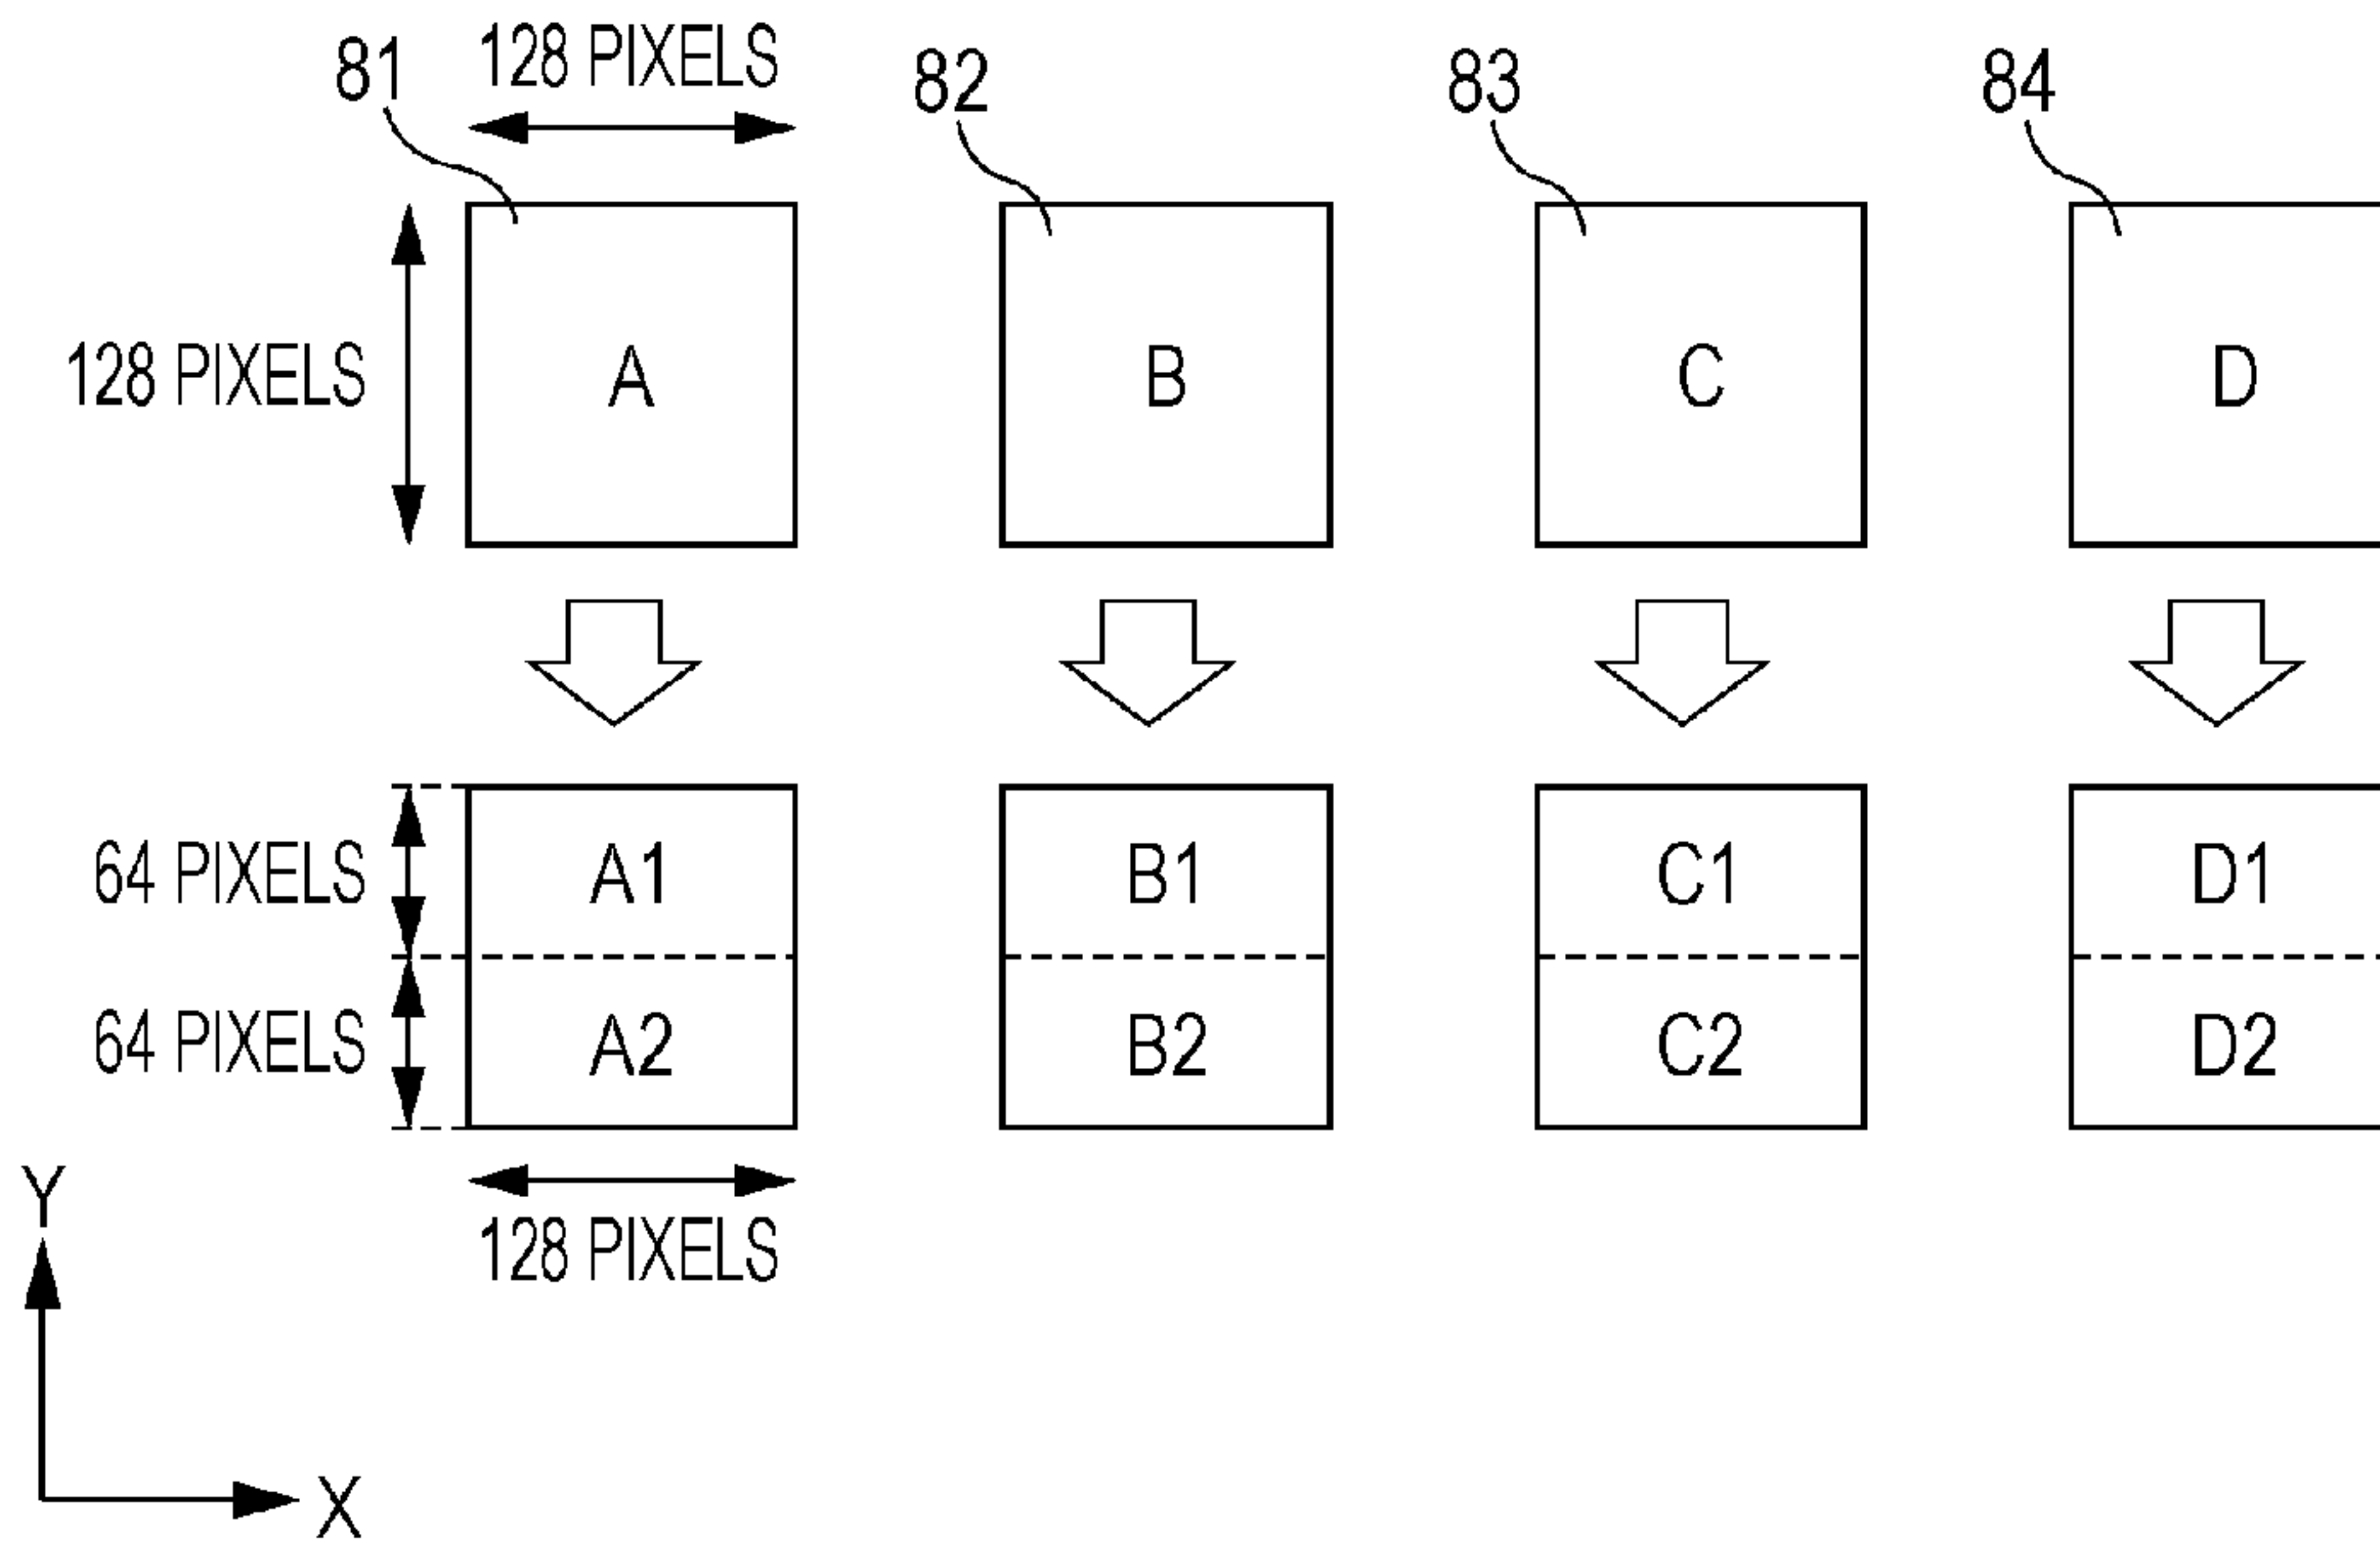 81 128 PIXELS 82 83 84
128 PIXELS A B C D
64 PIXELS A1 B1 C1 D1
64 PIXELS A2 B2 C2 D2
Y
128 PIXELS
X